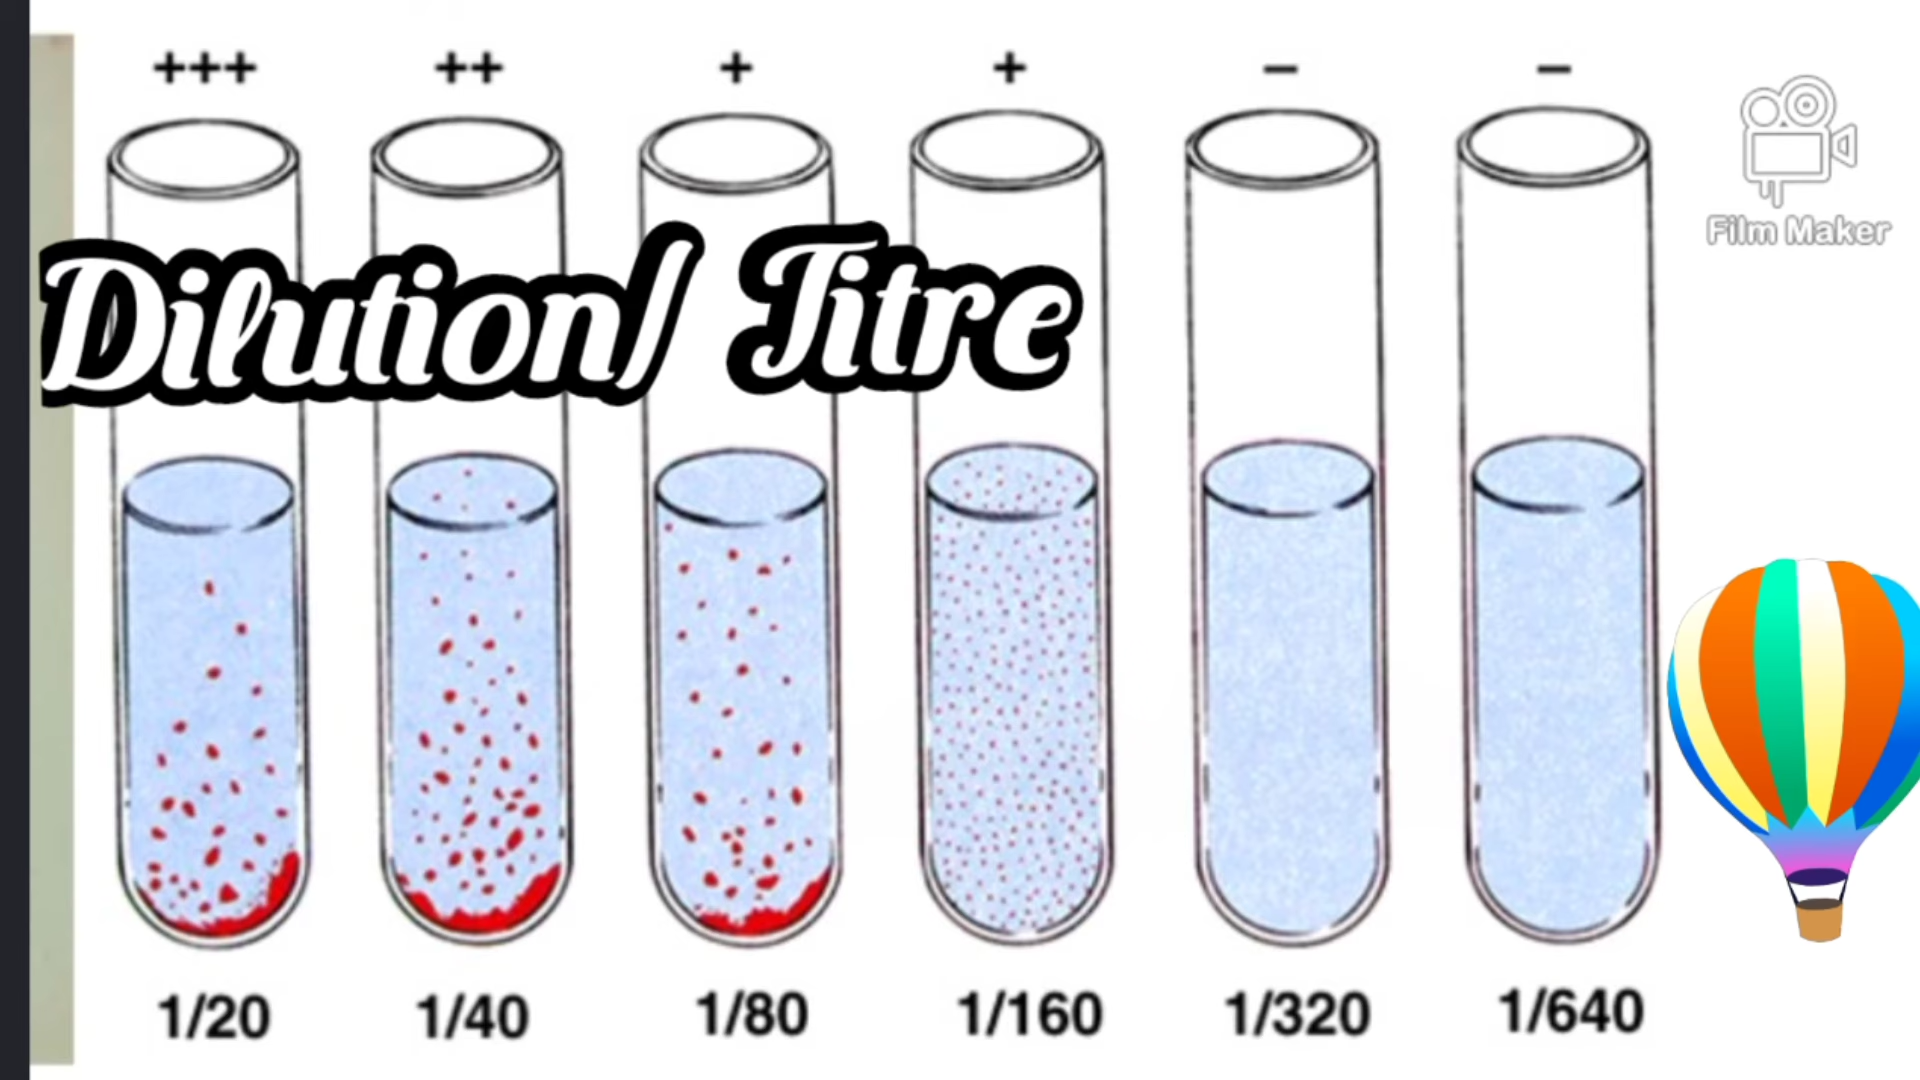 +++ ++ + + – –
Film Maker
Dilution/ Titre
1/20 1/40 1/80 1/160 1/320 1/640